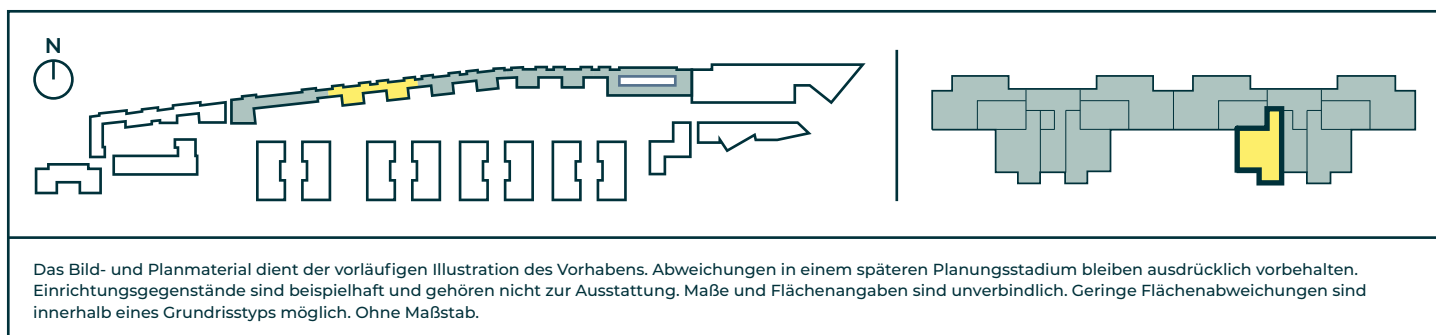 N
Das Bild- und Planmaterial dient der vorläufigen Illustration des Vorhabens. Abweichungen in einem späteren Planungsstadium bleiben ausdrücklich vorbehalten.
Einrichtungsgegenstände sind beispielhaft und gehören nicht zur Ausstattung. Maße und Flächenangaben sind unverbindlich. Geringe Flächenabweichungen sind
innerhalb eines Grundrisstyps möglich. Ohne Maßstab.